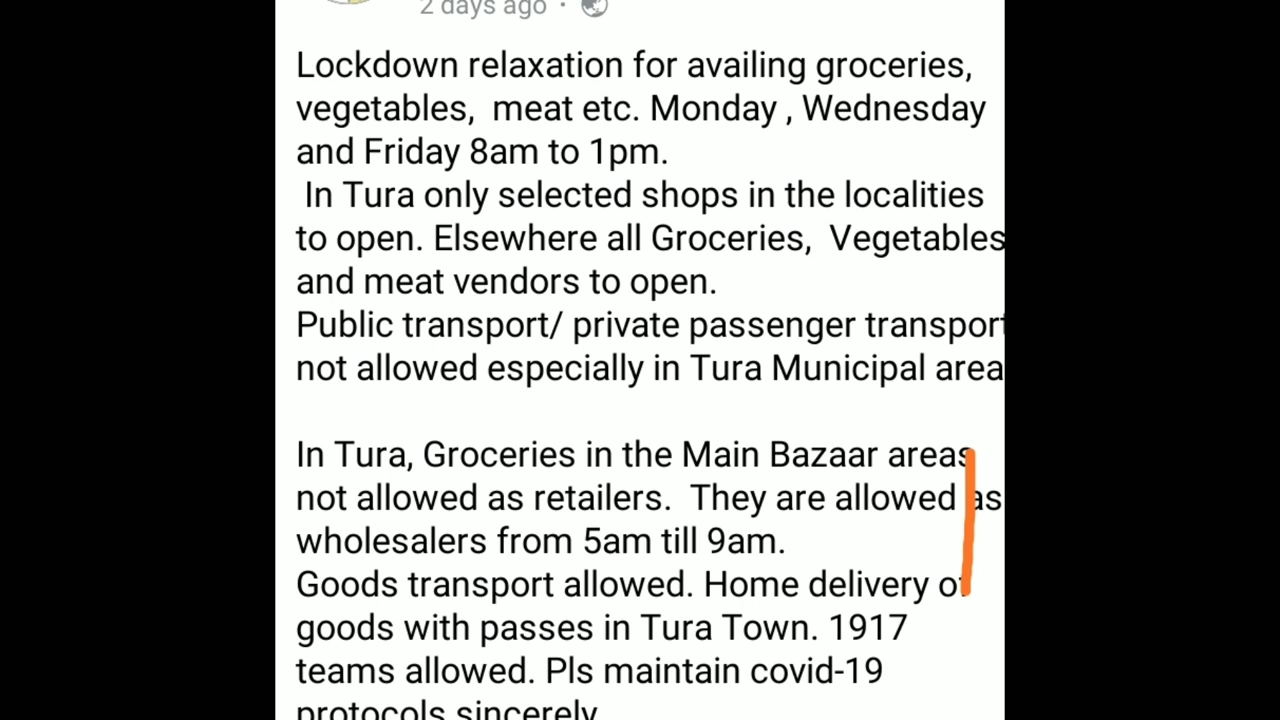 2 days ago ·
Lockdown relaxation for availing groceries,
vegetables,  meat etc. Monday , Wednesday
and Friday 8am to 1pm.
In Tura only selected shops in the localities
to open. Elsewhere all Groceries,  Vegetables
and meat vendors to open.
Public transport/ private passenger transport
not allowed especially in Tura Municipal area
In Tura, Groceries in the Main Bazaar areas
not allowed as retailers.  They are allowed as
wholesalers from 5am till 9am.
Goods transport allowed. Home delivery of
goods with passes in Tura Town. 1917
teams allowed. Pls maintain covid-19
protocols sincerely